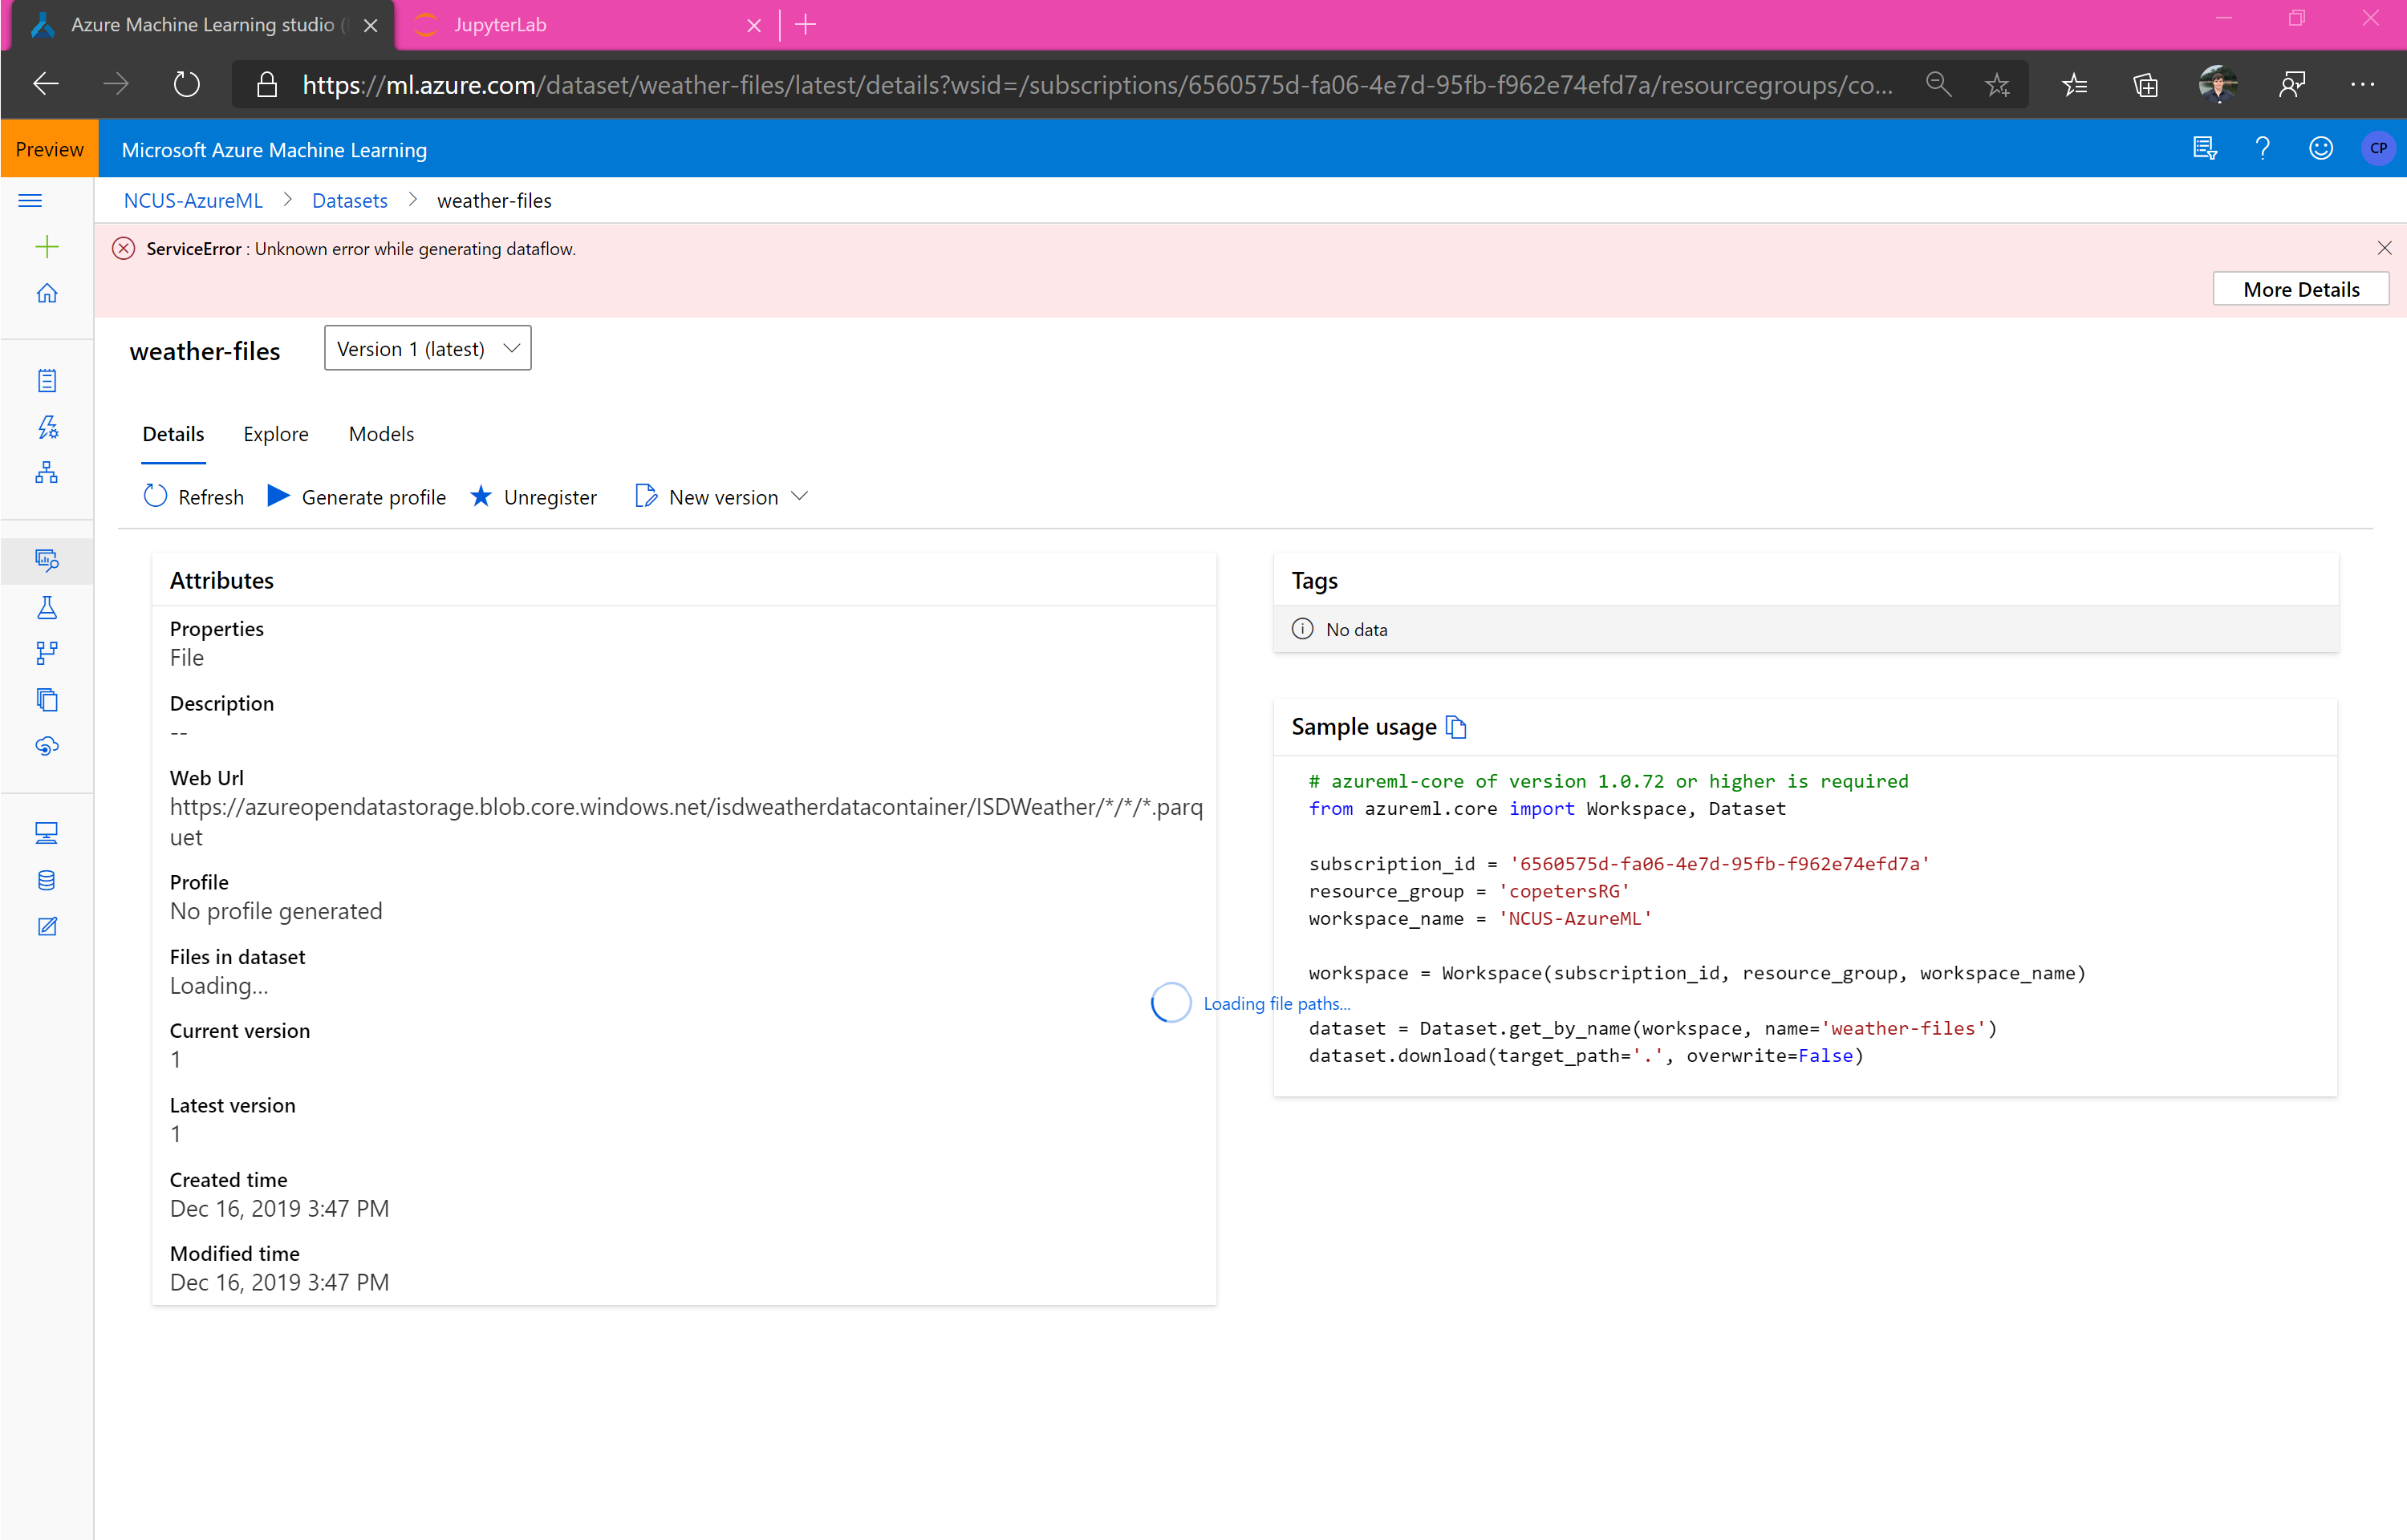 Azure Machine Learning studio (
JupyterLab
https://ml.azure.com/dataset/weather-files/latest/details?wsid=/subscriptions/6560575d-fa06-4e7d-95fb-f962e74efd7a/resourcegroups/co...
Preview
Microsoft Azure Machine Learning
CP
NCUS-AzureML > Datasets > weather-files
ServiceError : Unknown error while generating dataflow.
More Details
weather-files
Version 1 (latest)
Details Explore Models
Refresh Generate profile Unregister New version
Attributes
Properties
File
Description
--
Web Url
https://azureopendatastorage.blob.core.windows.net/isdweatherdatacontainer/ISDWeather/*/*/*.parq
uet
Profile
No profile generated
Files in dataset
Loading...
Current version
1
Latest version
1
Created time
Dec 16, 2019 3:47 PM
Modified time
Dec 16, 2019 3:47 PM
Loading file paths...
Tags
No data
Sample usage
# azureml-core of version 1.0.72 or higher is required
from azureml.core import Workspace, Dataset
subscription_id = '6560575d-fa06-4e7d-95fb-f962e74efd7a'
resource_group = 'copetersRG'
workspace_name = 'NCUS-AzureML'
workspace = Workspace(subscription_id, resource_group, workspace_name)
dataset = Dataset.get_by_name(workspace, name='weather-files')
dataset.download(target_path='.', overwrite=False)